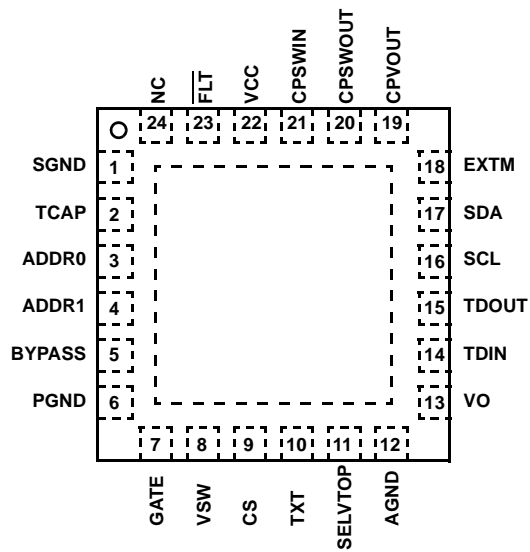 NC
FLT
VCC
CPSWIN
CPSWOUT
CPVOUT
24
23
22
21
20
19
SGND 1
TCAP 2
ADDR0 3
ADDR1 4
BYPASS 5
PGND 6
18 EXTM
17 SDA
16 SCL
15 TDOUT
14 TDIN
13 VO
7
8
9
10
11
12
GATE
VSW
CS
TXT
SELVTOP
AGND